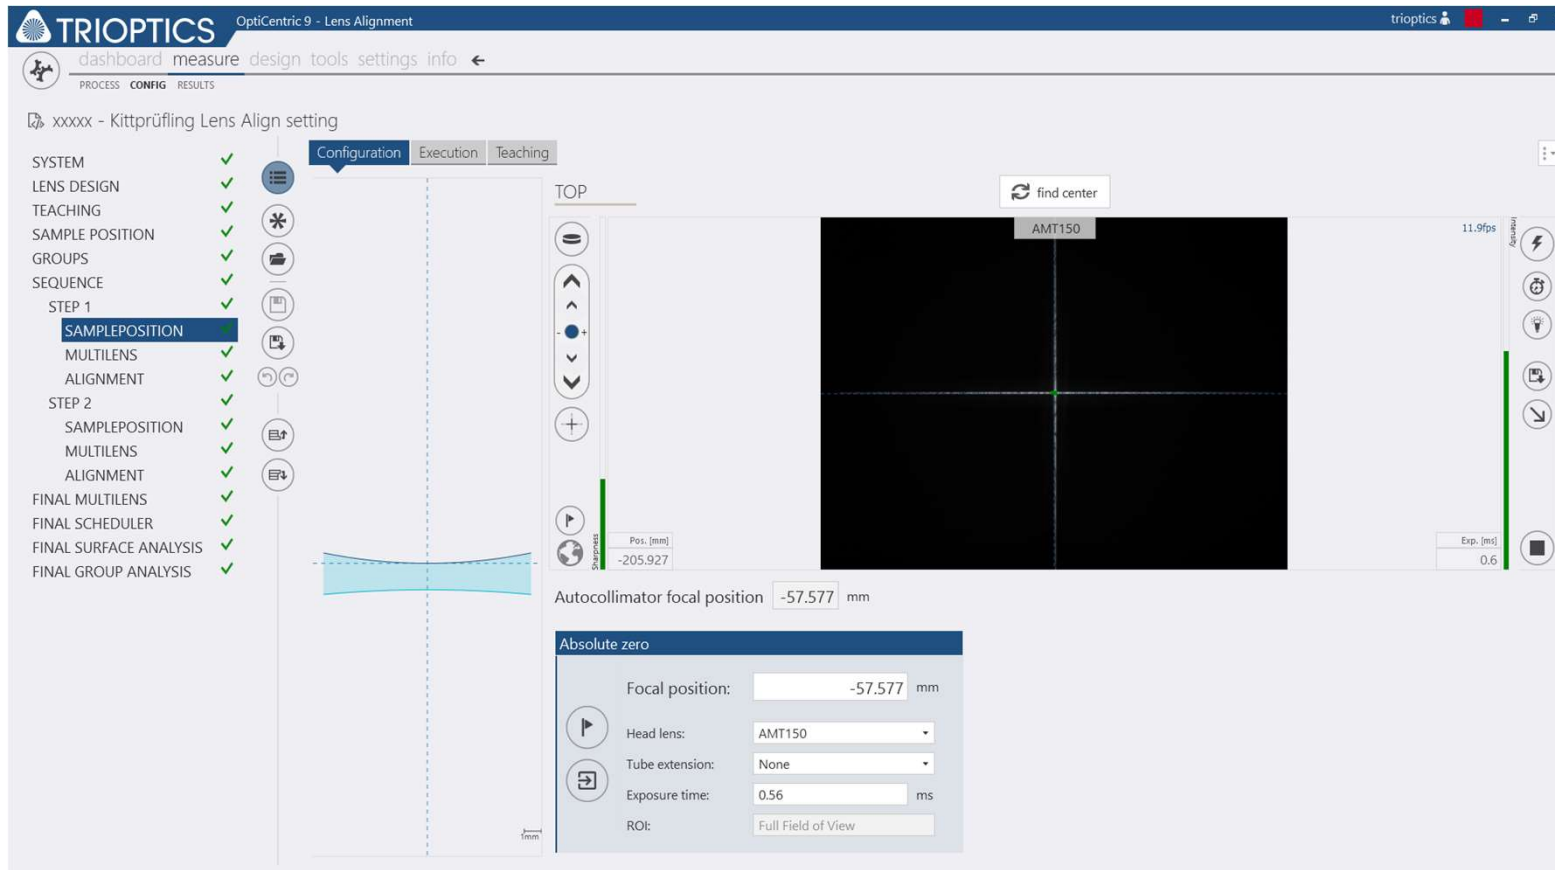 TRIOPTICS
OptiCentric 9 - Lens Alignment
trioptics
dashboard measure design tools settings info
PROCESS CONFIG RESULTS
xxxxx - Kittprüfling Lens Align setting
SYSTEM
LENS DESIGN
TEACHING
SAMPLE POSITION
GROUPS
SEQUENCE
STEP 1
SAMPLEPOSITION
MULTILENS
ALIGNMENT
STEP 2
SAMPLEPOSITION
MULTILENS
ALIGNMENT
FINAL MULTILENS
FINAL SCHEDULER
FINAL SURFACE ANALYSIS
FINAL GROUP ANALYSIS
Configuration Execution Teaching
1mm
TOP
find center
AMT150
11.9fps
Intensity
- +
Sharpness
Pos. [mm]
-205.927
Exp. [ms]
0.6
Autocollimator focal position -57.577 mm
Absolute zero
Focal position: -57.577 mm
Head lens: AMT150
Tube extension: None
Exposure time: 0.56 ms
ROI: Full Field of View